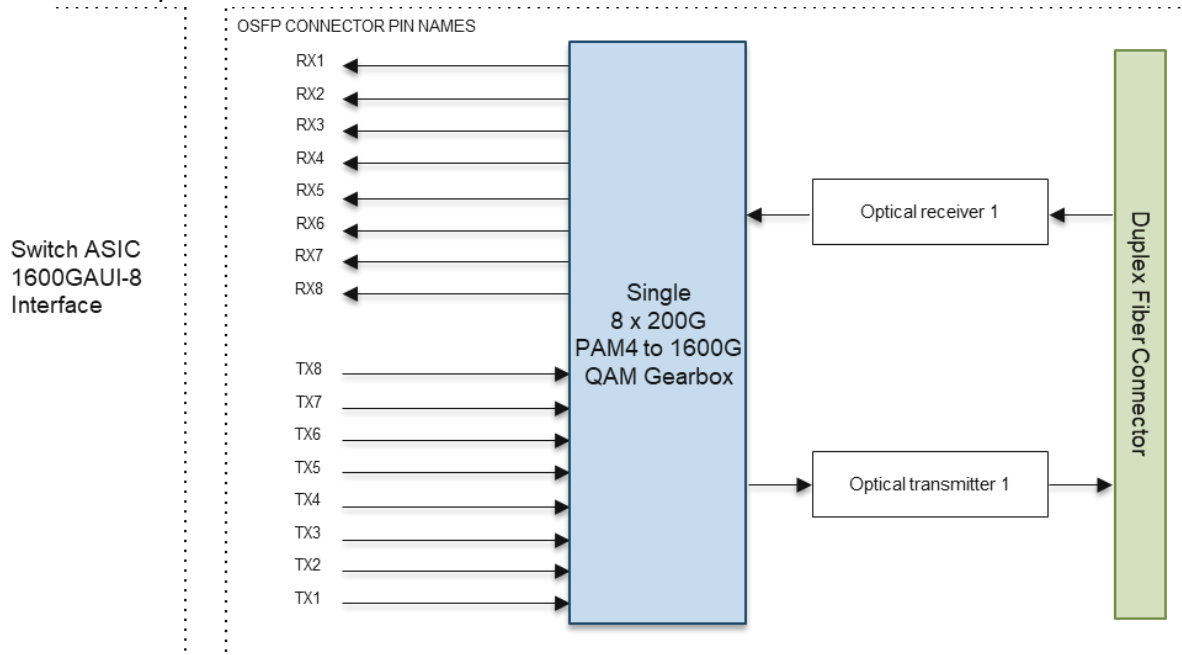 OSFP CONNECTOR PIN NAMES
RX1
RX2
RX3
RX4
RX5
RX6
RX7
RX8
TX8
TX7
TX6
TX5
TX4
TX3
TX2
TX1
Switch ASIC
1600GAUI-8
Interface
Single
8 x 200G
PAM4 to 1600G
QAM Gearbox
Optical receiver 1
Optical transmitter 1
Duplex Fiber Connector